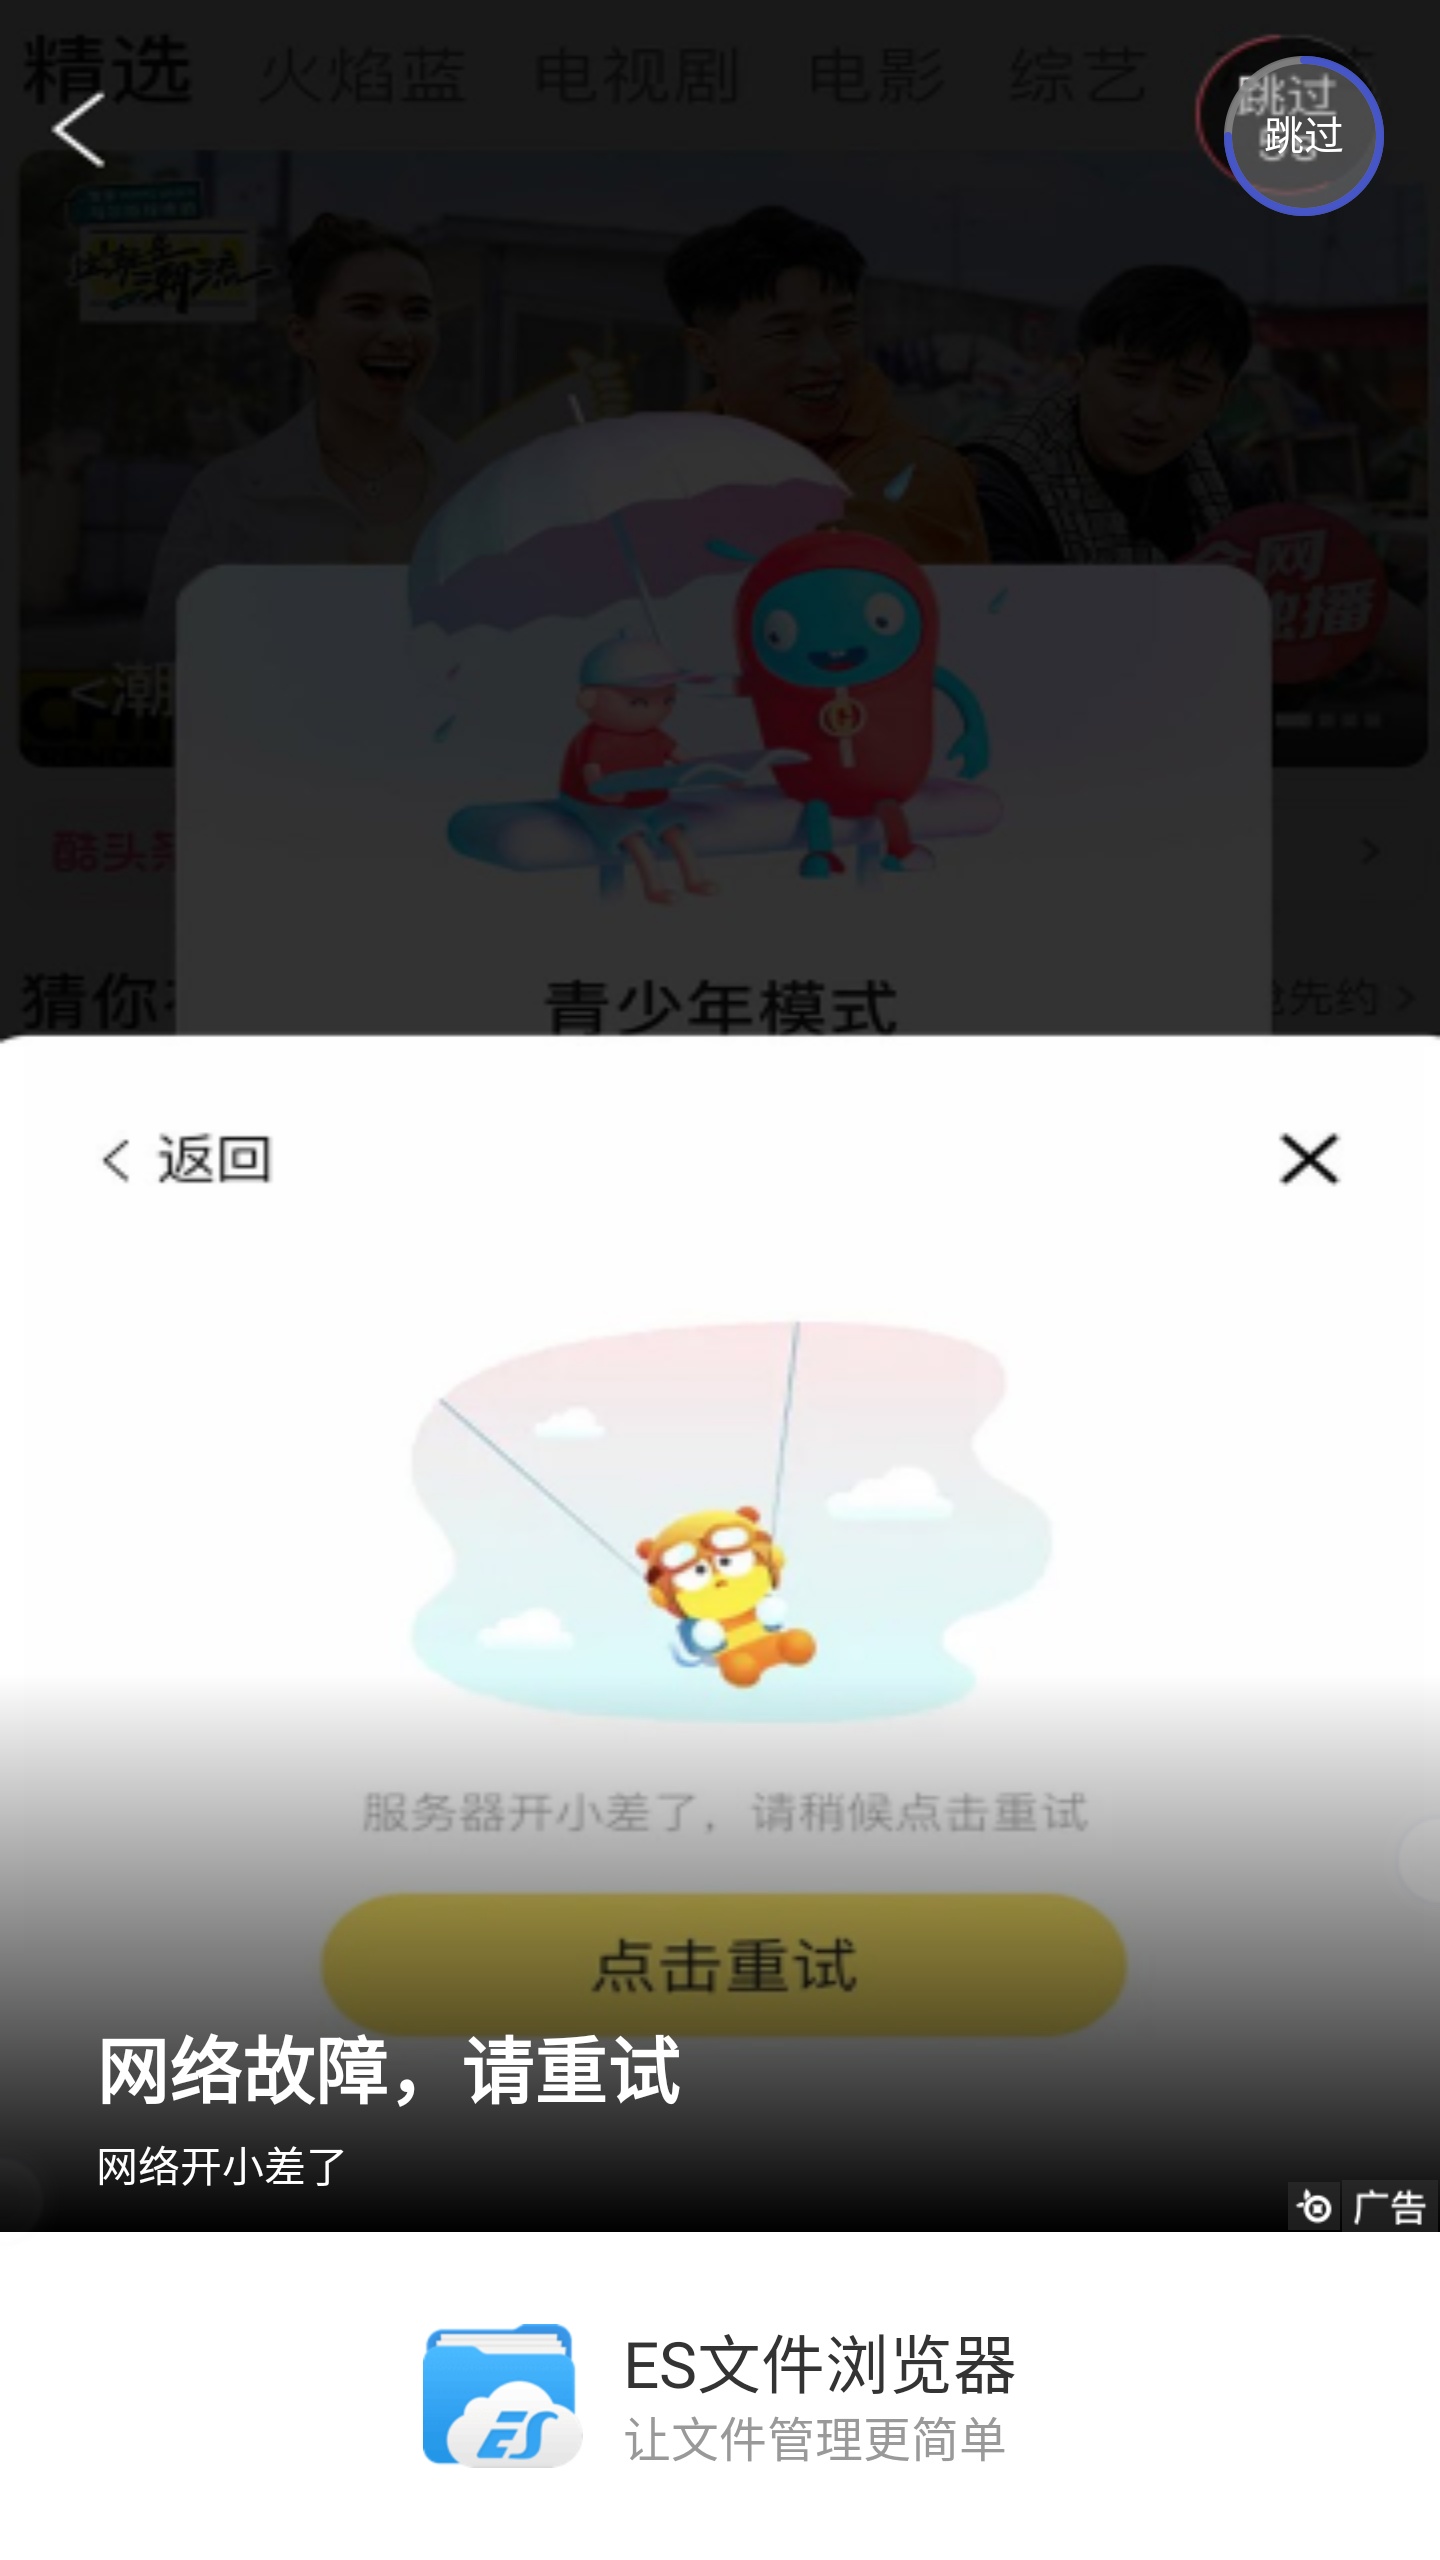 精选 火焰蓝 电视剧 电影 综艺
跳过
跳过
<潮
酷头条
猜你
先约 >
青少年模式
< 返回
服务器开小差了，请稍候点击重试
点击重试
网络故障，请重试
网络开小差了
广告
ES文件浏览器
让文件管理更简单